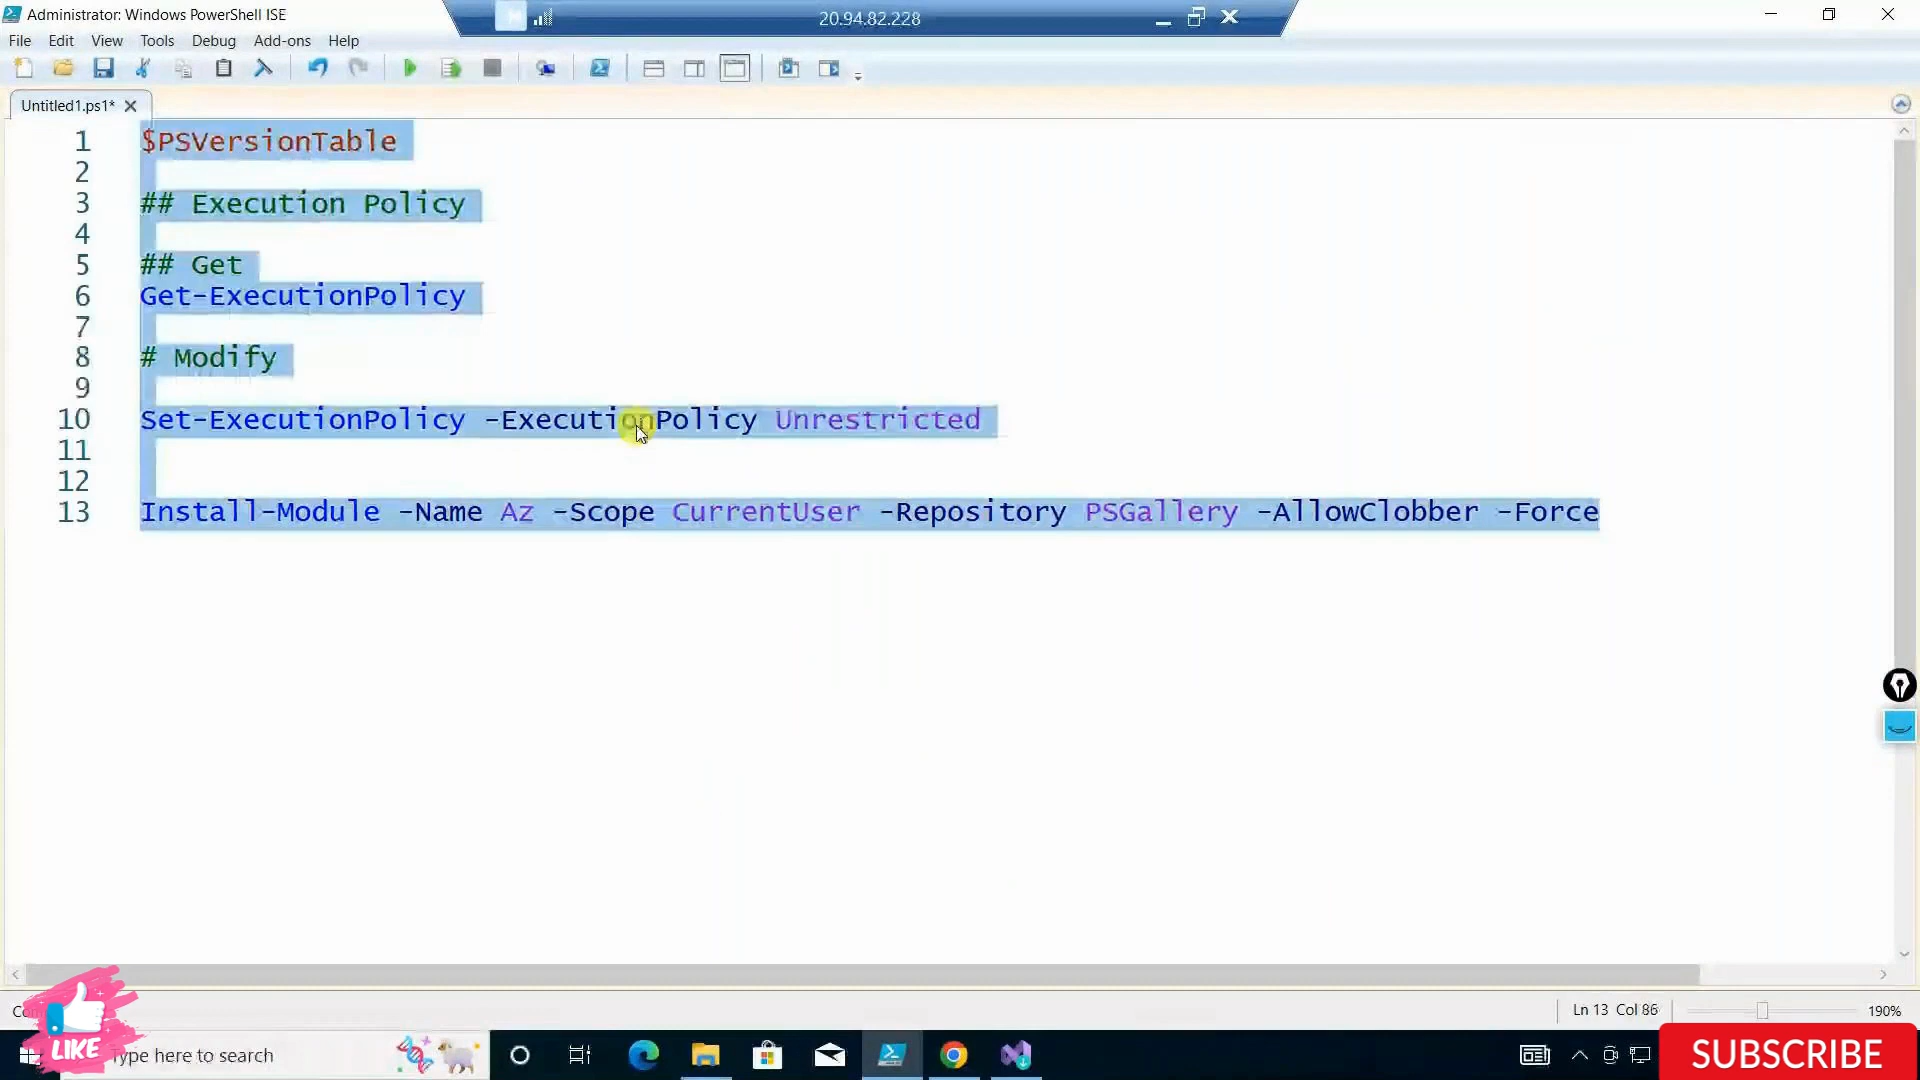 Administrator: Windows PowerShell ISE
20.94.82.228
File Edit View Tools Debug Add-ons Help
Untitled1.ps1*
1 $PSVersionTable
2
3 ## Execution Policy
4
5 ## Get
6 Get-ExecutionPolicy
7
8 # Modify
9
10 Set-ExecutionPolicy -ExecutionPolicy Unrestricted
11
12
13 Install-Module -Name Az -Scope CurrentUser -Repository PSGallery -AllowClobber -Force
Ln 13 Col 86
190%
LIKE
Type here to search
SUBSCRIBE